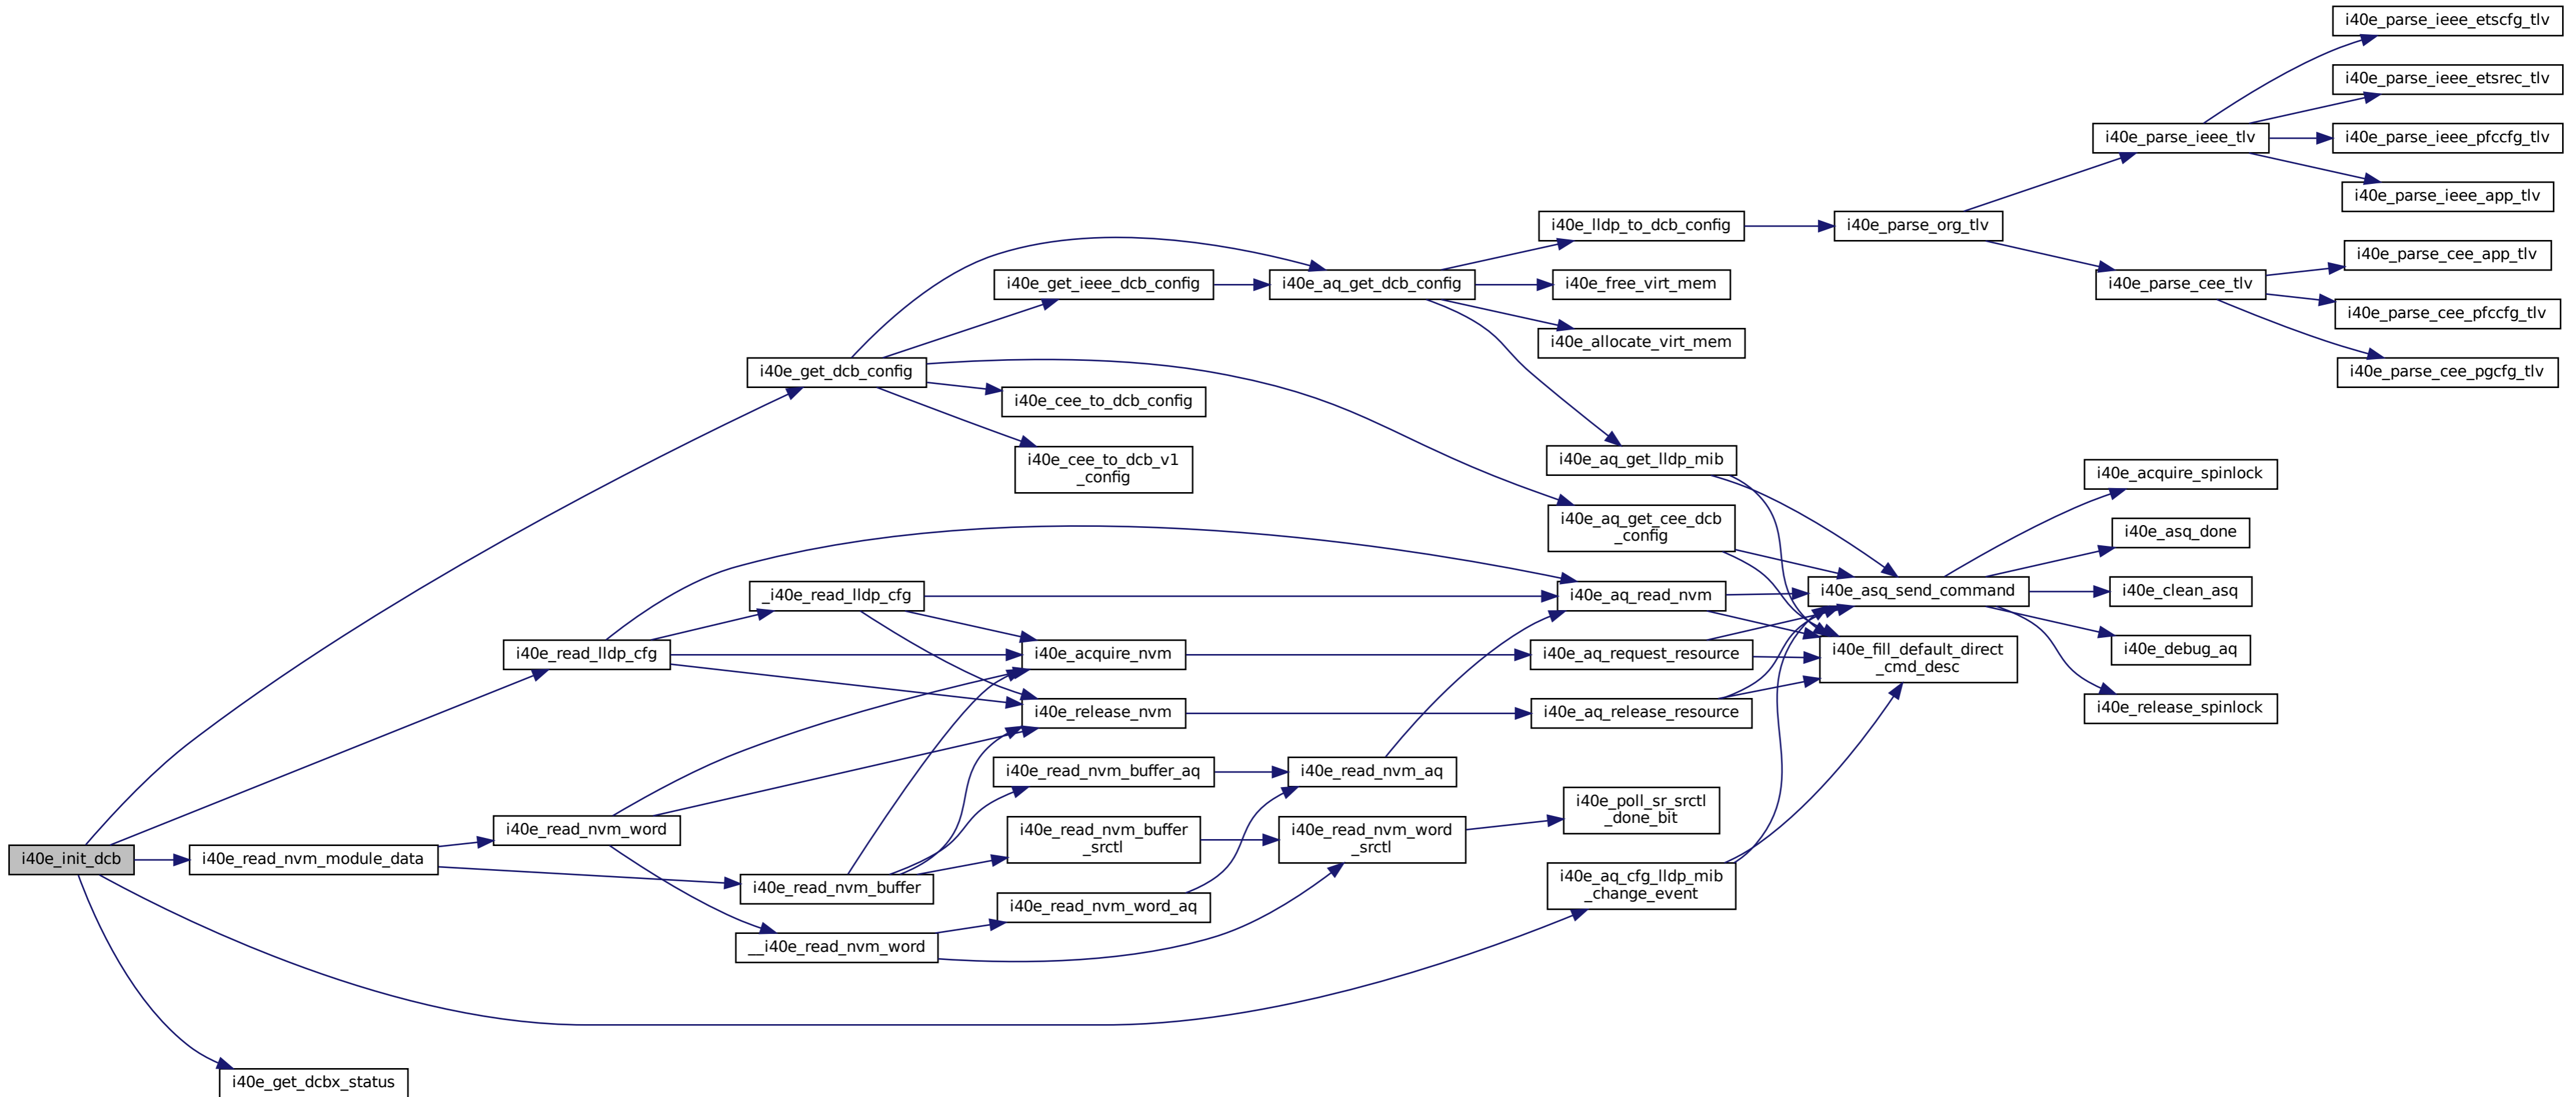 i40e_parse_ieee_etscfg_tlv
i40e_parse_ieee_etsrec_tlv
i40e_parse_ieee_tlv
i40e_parse_ieee_pfccfg_tlv
i40e_parse_ieee_app_tlv
i40e_lldp_to_dcb_config
i40e_parse_org_tlv
i40e_parse_cee_app_tlv
i40e_get_ieee_dcb_config
i40e_aq_get_dcb_config
i40e_free_virt_mem
i40e_parse_cee_tlv
i40e_parse_cee_pfccfg_tlv
i40e_allocate_virt_mem
i40e_get_dcb_config
i40e_parse_cee_pgcfg_tlv
i40e_cee_to_dcb_config
i40e_cee_to_dcb_v1
_config
i40e_aq_get_lldp_mib
i40e_acquire_spinlock
i40e_aq_get_cee_dcb
_config
i40e_asq_done
_i40e_read_lldp_cfg
i40e_aq_read_nvm
i40e_asq_send_command
i40e_clean_asq
i40e_read_lldp_cfg
i40e_acquire_nvm
i40e_aq_request_resource
i40e_fill_default_direct
_cmd_desc
i40e_debug_aq
i40e_release_nvm
i40e_aq_release_resource
i40e_release_spinlock
i40e_read_nvm_buffer_aq
i40e_read_nvm_aq
i40e_poll_sr_srctl
_done_bit
i40e_read_nvm_word
i40e_read_nvm_buffer
_srctl
i40e_read_nvm_word
_srctl
i40e_init_dcb
i40e_read_nvm_module_data
i40e_read_nvm_buffer
i40e_aq_cfg_lldp_mib
_change_event
i40e_read_nvm_word_aq
__i40e_read_nvm_word
i40e_get_dcbx_status